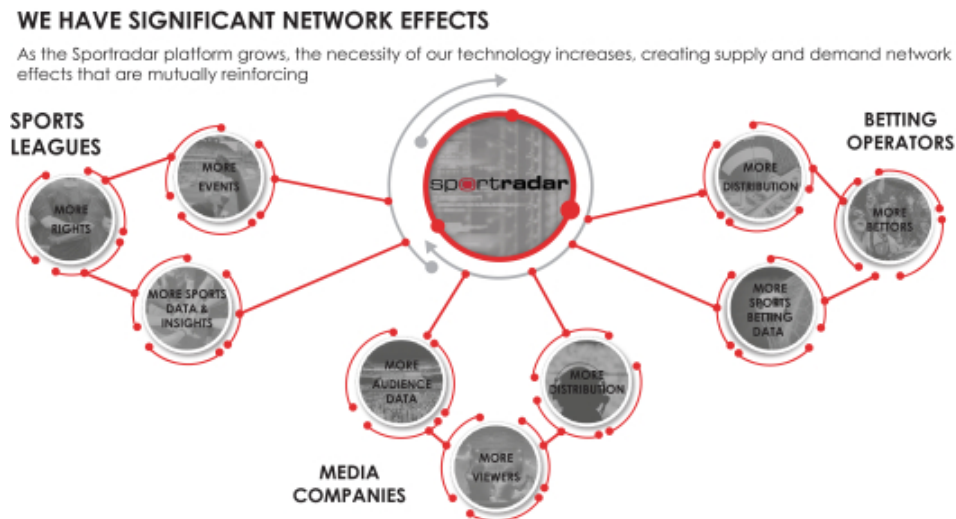 WE HAVE SIGNIFICANT NETWORK EFFECTS
As the Sportradar platform grows, the necessity of our technology increases, creating supply and demand network
effects that are mutually reinforcing
SPORTS
LEAGUES
MORE
EVENTS
MORE
RIGHTS
MORE SPORTS
DATA &
INSIGHTS
sportradar
BETTING
OPERATORS
MORE
DISTRIBUTION
MORE
BETTORS
MORE
SPORTS
BETTING
DATA
MORE
AUDIENCE
DATA
MORE
DISTRIBUTION
MORE
VIEWERS
MEDIA
COMPANIES